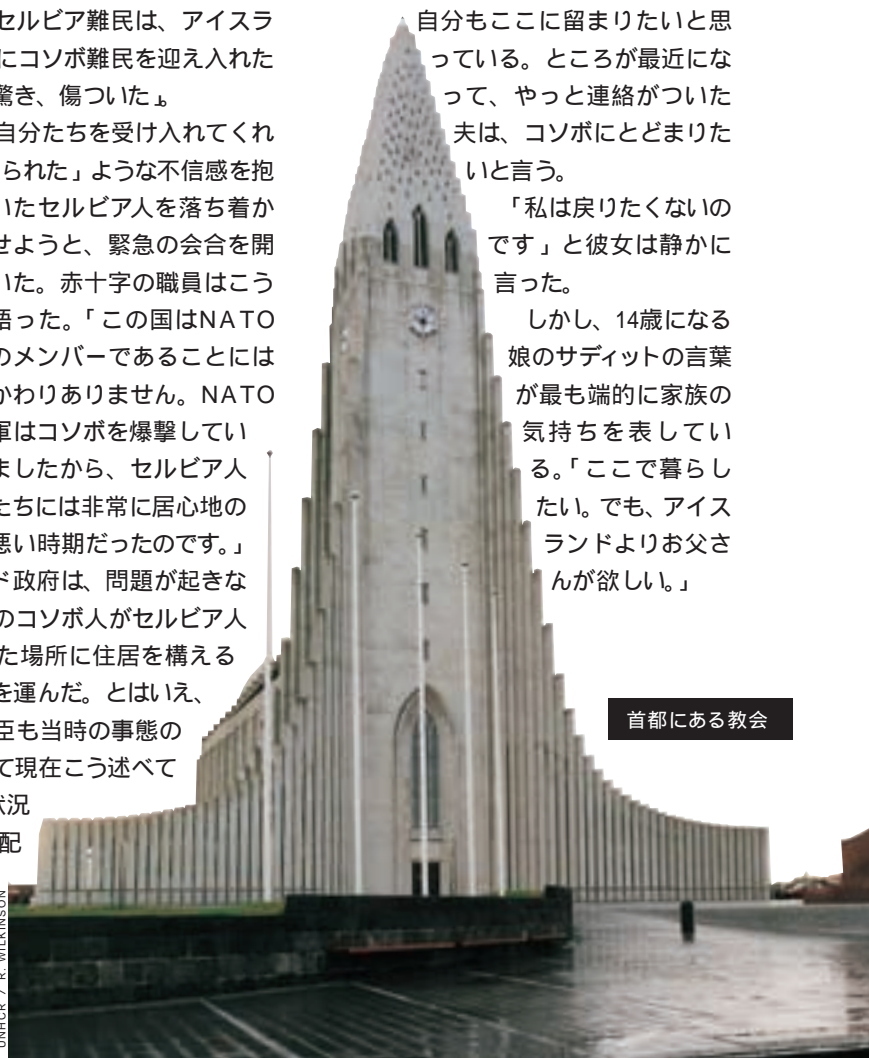 セルビア難民は、アイスラ
にコソボ難民を迎え入れた
驚き、傷ついた」。
自分たちを受け入れてくれ
られた」ような不信感を抱
いたセルビア人を落ち着か
せようと、緊急の会合を開
いた。赤十字の職員はこう
語った。「この国はNATO
のメンバーであることには
かわりありません。NATO
軍はコソボを爆撃してい
ましたから、セルビア人
たちには非常に居心地の
悪い時期だったのです。」
ド政府は、問題が起きな
のコソボ人がセルビア人
た場所に住居を構える
を運んだ。とはいえ、
臣も当時の事態の
て現在こう述べて
状況
配
自分もここに留まりたいと思
っている。ところが最近にな
って、やっと連絡がついた
夫は、コソボにとどまりた
いと言う。
「私は戻りたくないの
です」と彼女は静かに
言った。
しかし、14歳になる
娘のサディットの言葉
が最も端的に家族の
気持ちを表してい
る。「ここで暮らし
たい。でも、アイス
ランドよりお父さ
んが欲しい。」
首都にある教会
UNHCR / R. WILKINSON